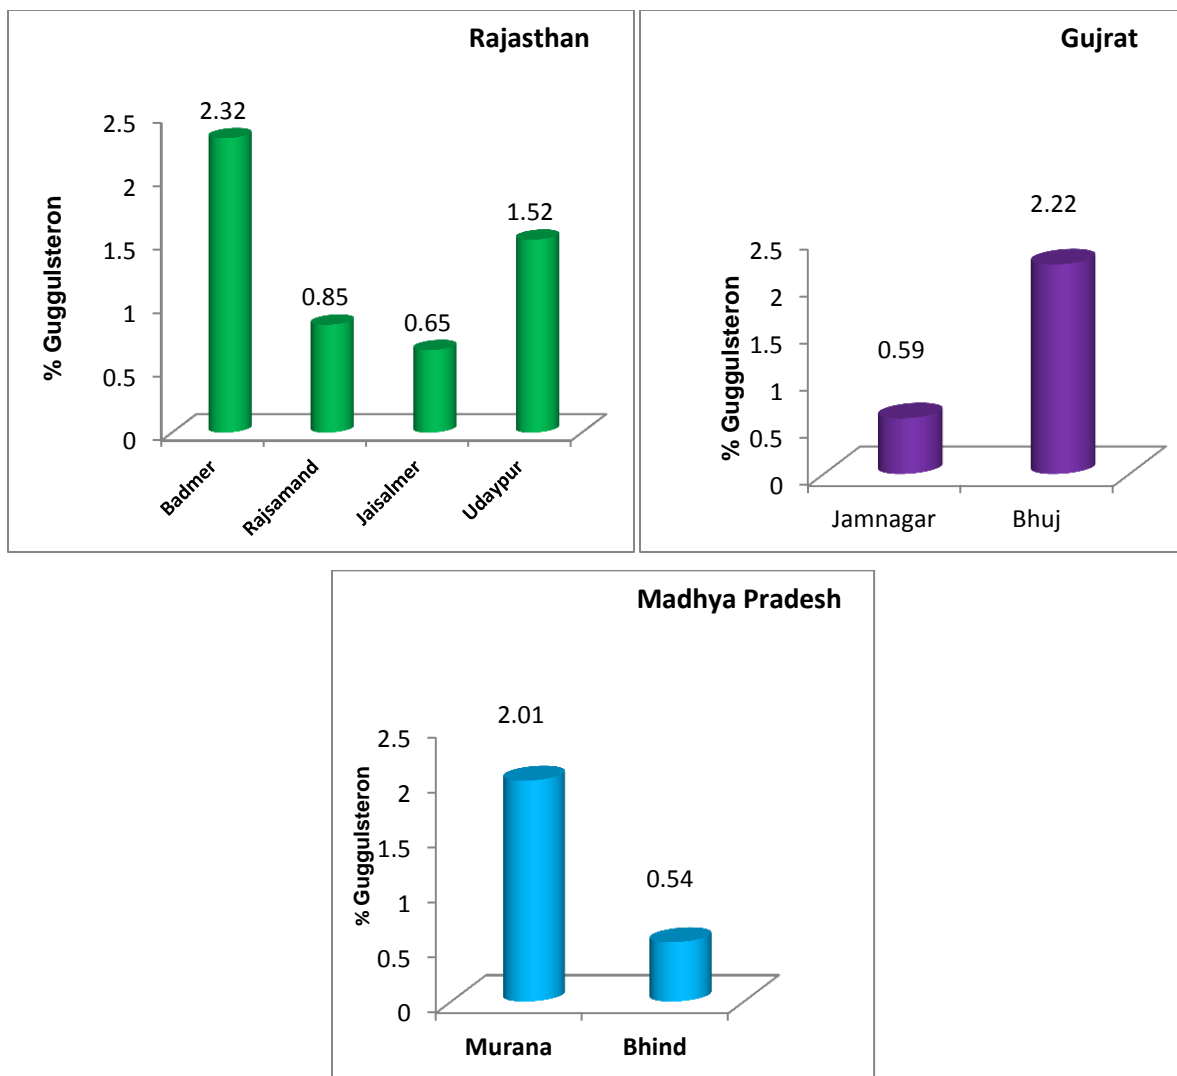 Rajasthan
% Guggulsteron
2.5
2
1.5
1
0.5
0
2.32
0.85
0.65
1.52
Badmer
Rajsamand
Jaisalmer
Udaypur
Gujrat
% Guggulsteron
2.5
2
1.5
1
0.5
0
0.59
2.22
Jamnagar
Bhuj
Madhya Pradesh
% Guggulsteron
2.5
2
1.5
1
0.5
0
2.01
0.54
Murana
Bhind